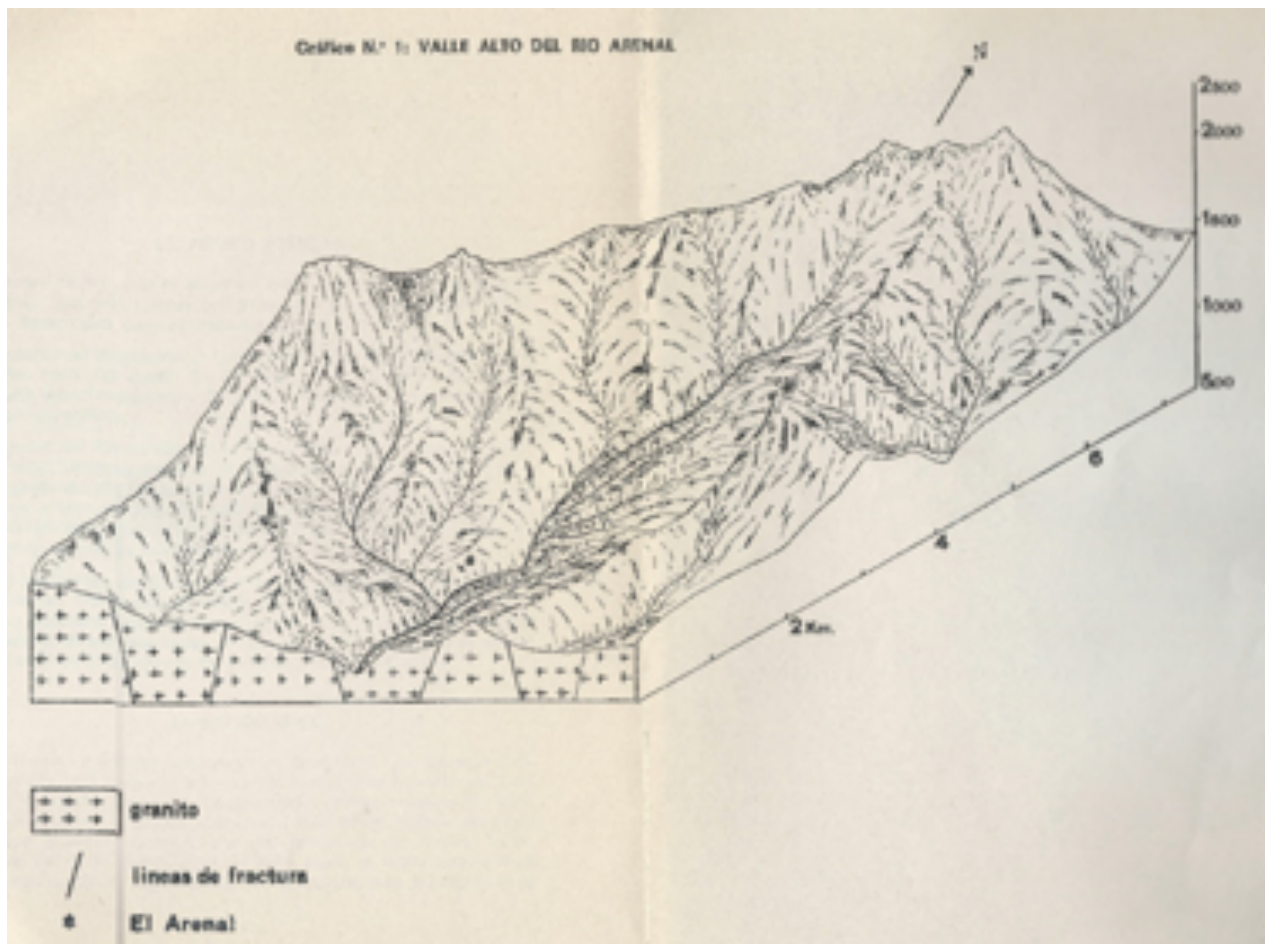 Gráfico N.º 1: VALLE ALTO DEL RIO ARENAL
N
2500
2000
1500
1000
500
6
4
2 Km.
granito
lineas de fractura
El Arenal